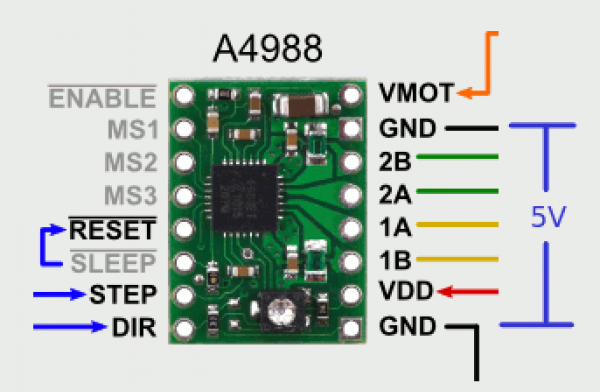 A4988
ENABLE
MS1
MS2
MS3
RESET
SLEEP
STEP
DIR
VMOT
GND
2B
2A
1A
1B
VDD
GND
5V